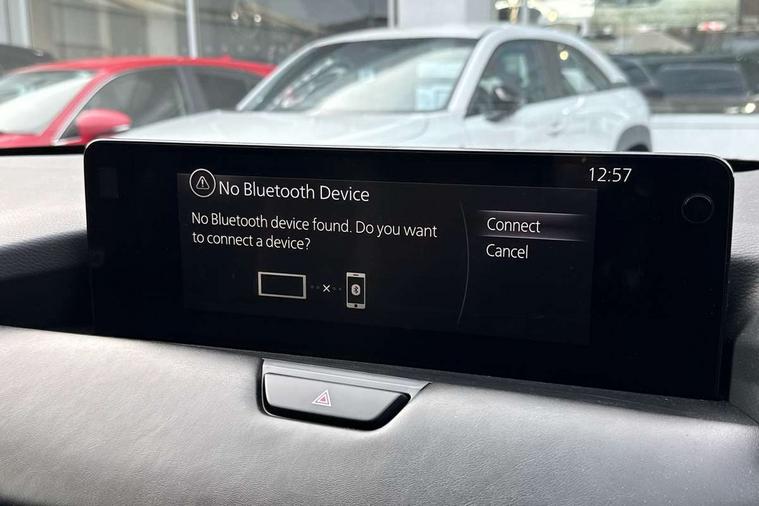 12:57
No Bluetooth Device
No Bluetooth device found. Do you want
to connect a device?
Connect
Cancel